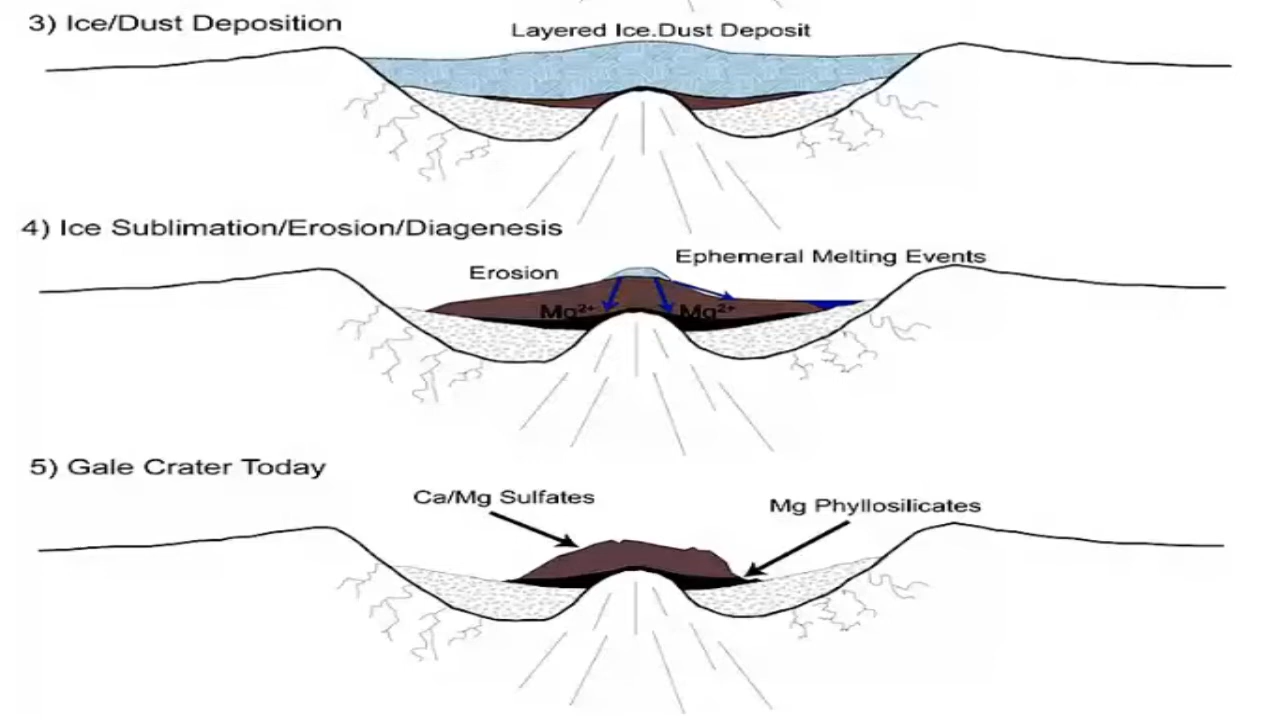 3) Ice/Dust Deposition
Layered Ice.Dust Deposit
4) Ice Sublimation/Erosion/Diagenesis
Ephemeral Melting Events
Erosion
Mg²⁺
Mg²⁺
5) Gale Crater Today
Ca/Mg Sulfates
Mg Phyllosilicates